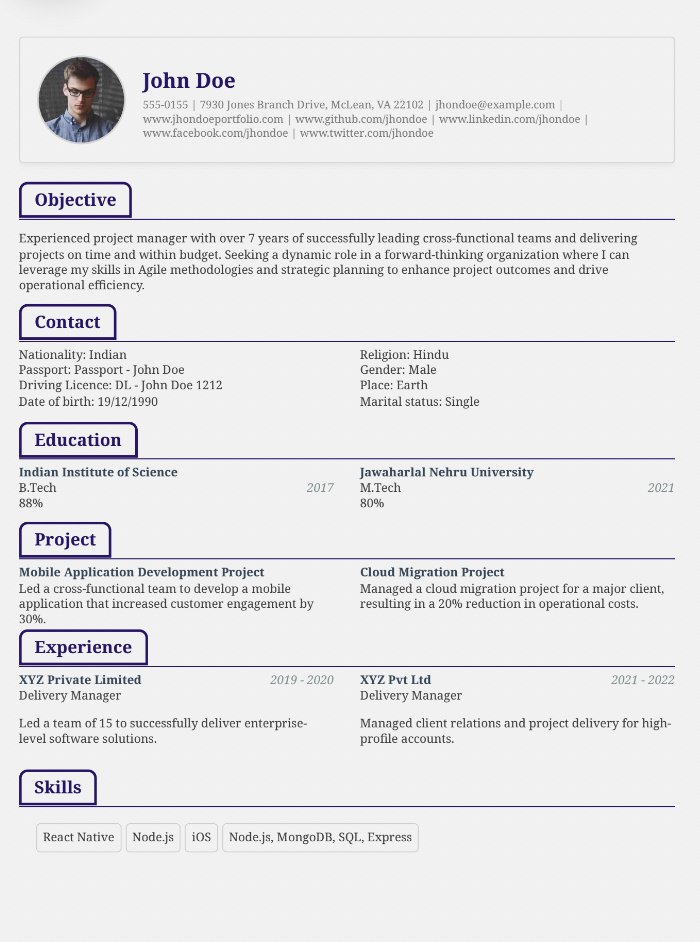 John Doe
555-0155 | 7930 Jones Branch Drive, McLean, VA 22102 | jhondoe@example.com |
www.jhondoeportfolio.com | www.github.com/jhondoe | www.linkedin.com/jhondoe |
www.facebook.com/jhondoe | www.twitter.com/jhondoe
Objective
Experienced project manager with over 7 years of successfully leading cross-functional teams and delivering
projects on time and within budget. Seeking a dynamic role in a forward-thinking organization where I can
leverage my skills in Agile methodologies and strategic planning to enhance project outcomes and drive
operational efficiency.
Contact
Nationality: Indian
Passport: Passport - John Doe
Driving Licence: DL - John Doe 1212
Date of birth: 19/12/1990
Religion: Hindu
Gender: Male
Place: Earth
Marital status: Single
Education
Indian Institute of Science
B.Tech 2017
88%
Jawaharlal Nehru University
M.Tech 2021
80%
Project
Mobile Application Development Project
Led a cross-functional team to develop a mobile
application that increased customer engagement by
30%.
Cloud Migration Project
Managed a cloud migration project for a major client,
resulting in a 20% reduction in operational costs.
Experience
XYZ Private Limited 2019 - 2020
Delivery Manager
Led a team of 15 to successfully deliver enterprise-
level software solutions.
XYZ Pvt Ltd 2021 - 2022
Delivery Manager
Managed client relations and project delivery for high-
profile accounts.
Skills
React Native Node.js iOS Node.js, MongoDB, SQL, Express